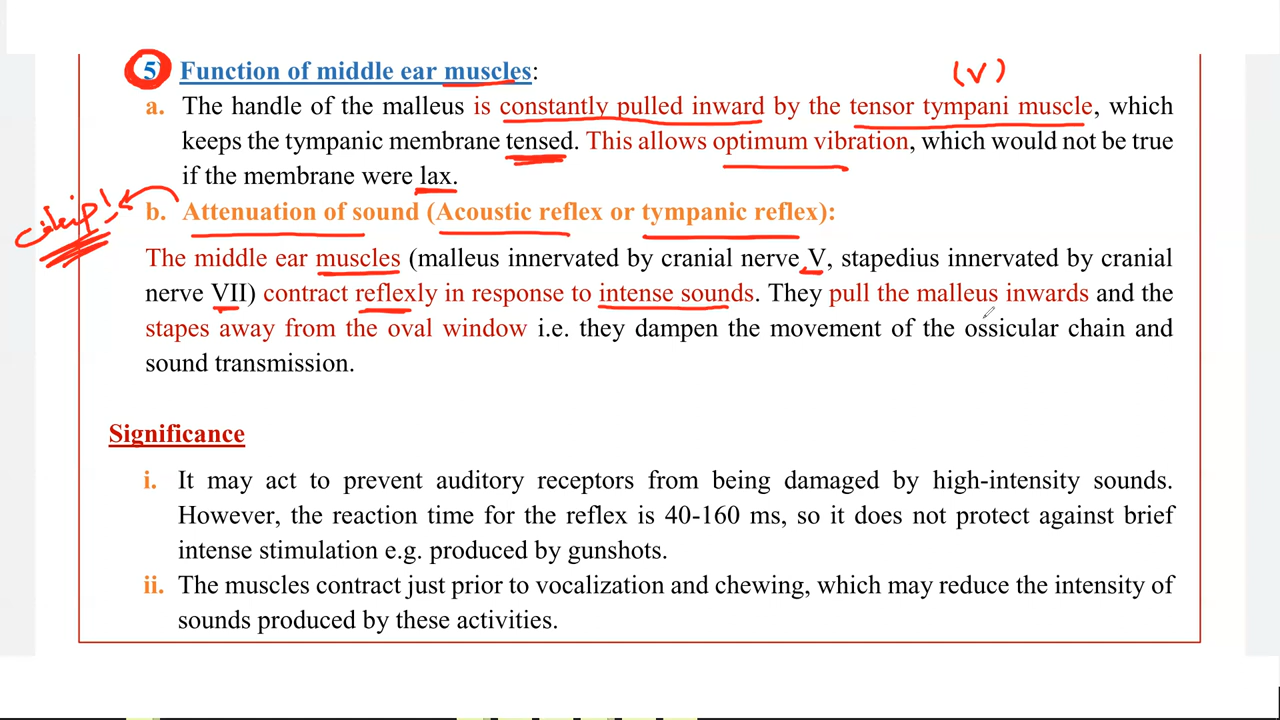 5) Function of middle ear muscles:
(V)
a. The handle of the malleus is constantly pulled inward by the tensor tympani muscle, which
keeps the tympanic membrane tensed. This allows optimum vibration, which would not be true
if the membrane were lax.
b. Attenuation of sound (Acoustic reflex or tympanic reflex):
The middle ear muscles (malleus innervated by cranial nerve V, stapedius innervated by cranial
nerve VII) contract reflexly in response to intense sounds. They pull the malleus inwards and the
stapes away from the oval window i.e. they dampen the movement of the ossicular chain and
sound transmission.
Significance
i. It may act to prevent auditory receptors from being damaged by high-intensity sounds.
However, the reaction time for the reflex is 40-160 ms, so it does not protect against brief
intense stimulation e.g. produced by gunshots.
ii. The muscles contract just prior to vocalization and chewing, which may reduce the intensity of
sounds produced by these activities.